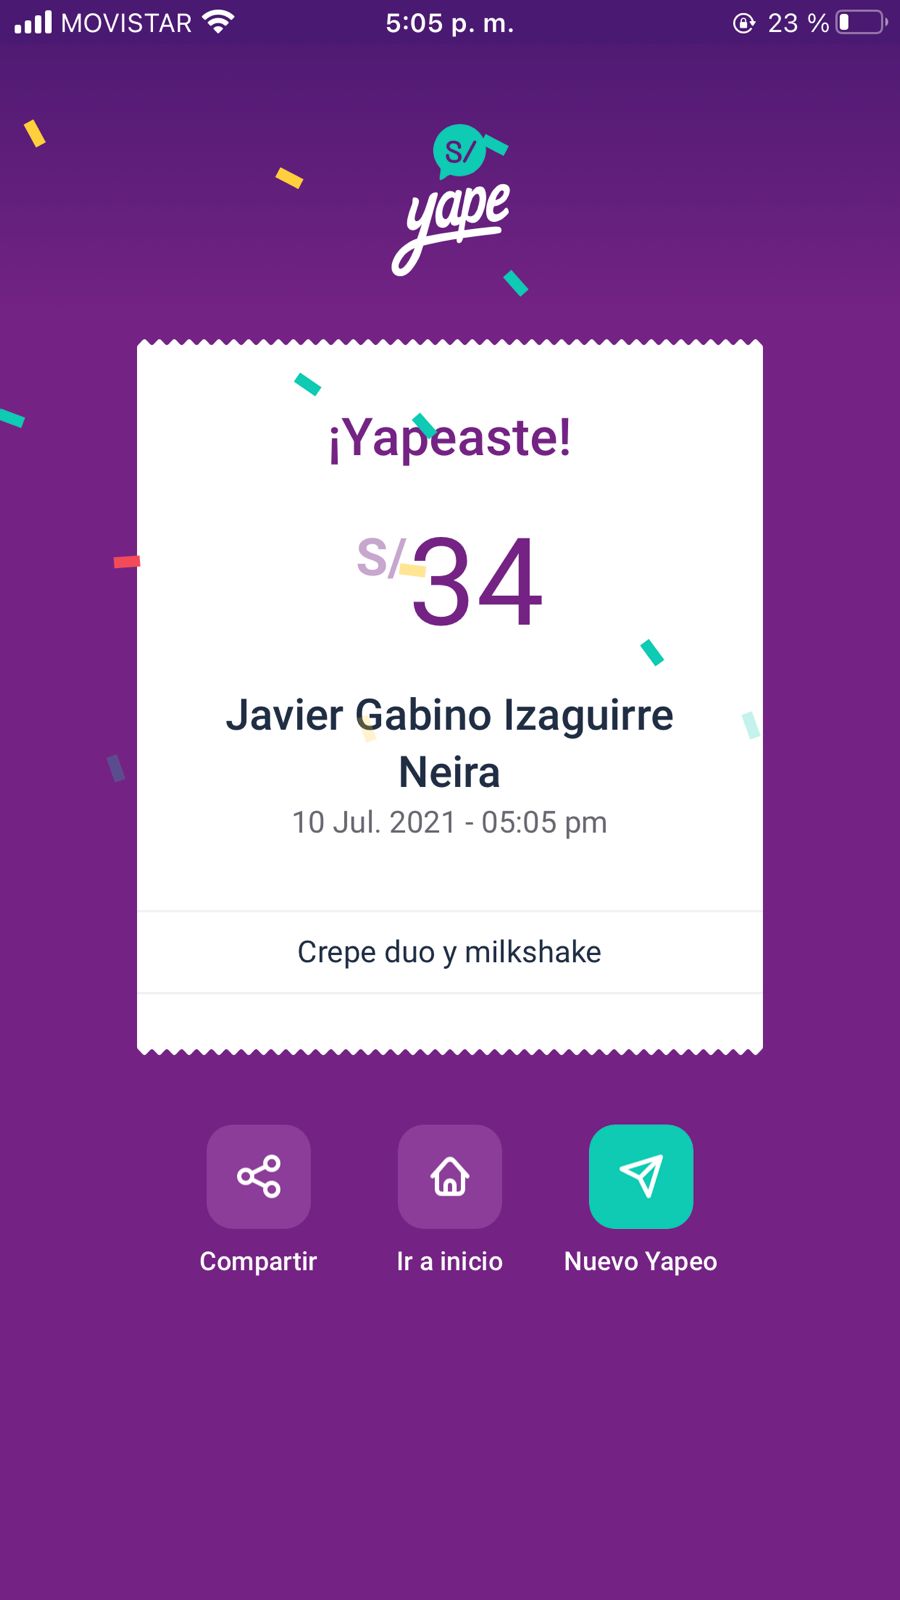 MOVISTAR 5:05 p. m. 23 %
S/
yape
¡Yapeaste!
S/34
Javier Gabino Izaguirre
Neira
10 Jul. 2021 - 05:05 pm
Crepe duo y milkshake
Compartir Ir a inicio Nuevo Yapeo